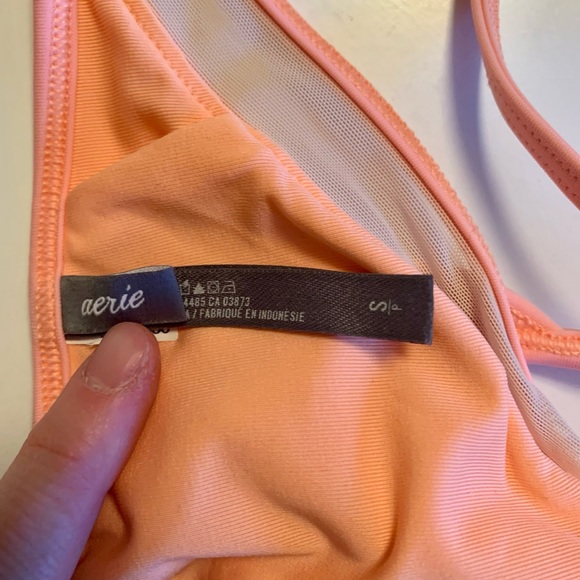 aerie
4485 CA 03873
/ FABRIQUÉ EN INDONÉSIE
S/P